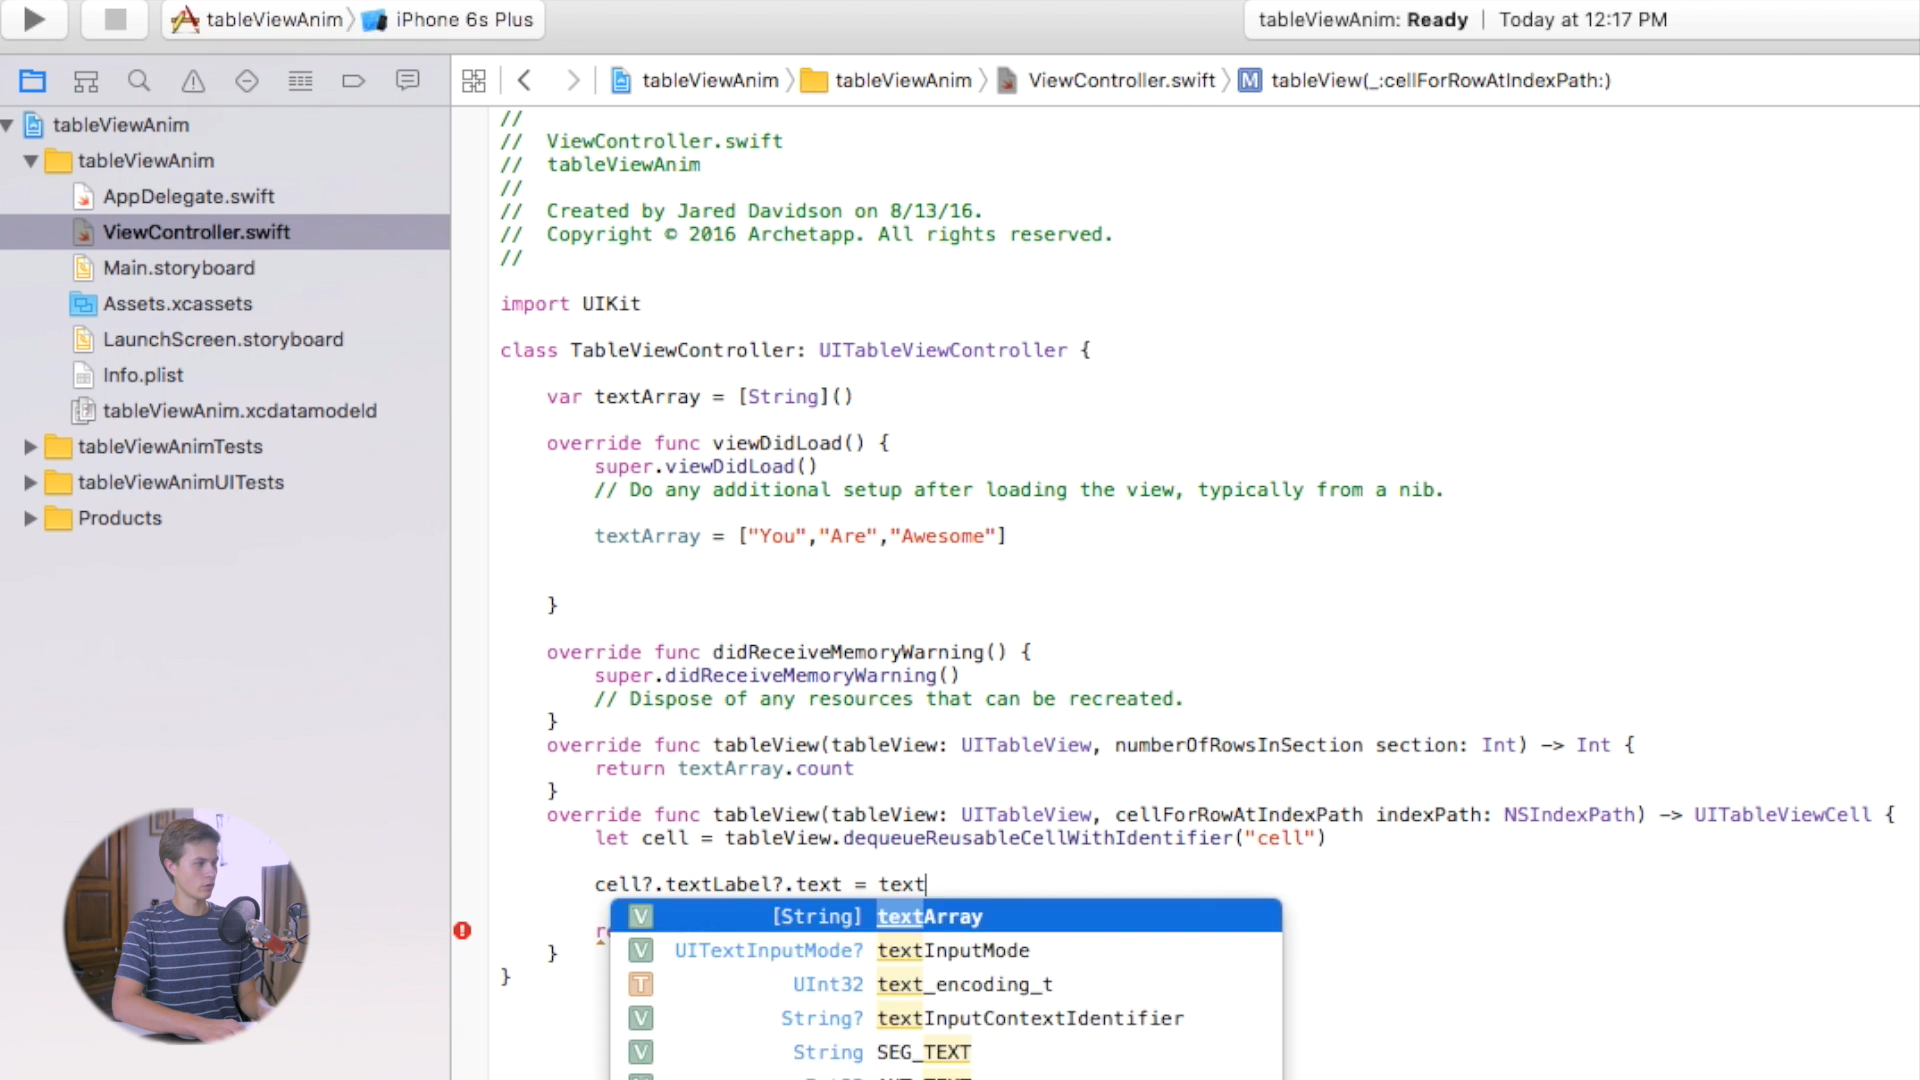 tableViewAnim iPhone 6s Plus
tableViewAnim: Ready Today at 12:17 PM
tableViewAnim tableViewAnim ViewController.swift M tableView(_:cellForRowAtIndexPath:)
tableViewAnim
tableViewAnim
AppDelegate.swift
ViewController.swift
Main.storyboard
Assets.xcassets
LaunchScreen.storyboard
Info.plist
tableViewAnim.xcdatamodeld
tableViewAnimTests
tableViewAnimUITests
Products
//
// ViewController.swift
// tableViewAnim
//
// Created by Jared Davidson on 8/13/16.
// Copyright © 2016 Archetapp. All rights reserved.
//
import UIKit
class TableViewController: UITableViewController {
var textArray = [String]()
override func viewDidLoad() {
super.viewDidLoad()
// Do any additional setup after loading the view, typically from a nib.
textArray = ["You","Are","Awesome"]
}
override func didReceiveMemoryWarning() {
super.didReceiveMemoryWarning()
// Dispose of any resources that can be recreated.
}
override func tableView(tableView: UITableView, numberOfRowsInSection section: Int) -> Int {
return textArray.count
}
override func tableView(tableView: UITableView, cellForRowAtIndexPath indexPath: NSIndexPath) -> UITableViewCell {
let cell = tableView.dequeueReusableCellWithIdentifier("cell")
cell?.textLabel?.text = text
}
}
V [String] textArray
V UITextInputMode? textInputMode
T UInt32 text_encoding_t
V String? textInputContextIdentifier
V String SEG_TEXT